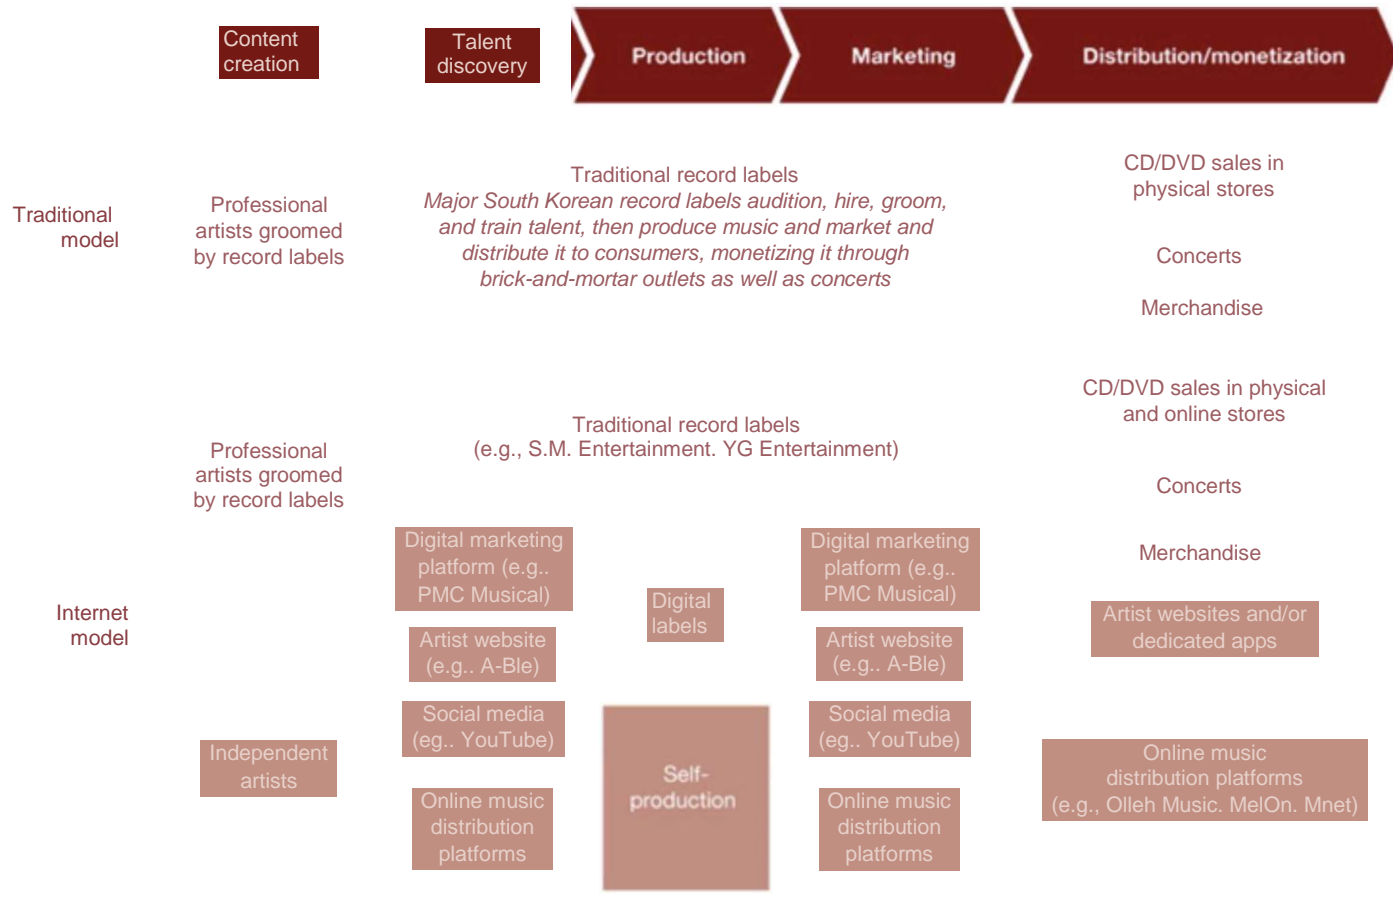 Content
creation
Talent
discovery
Production
Marketing
Distribution/monetization
Traditional
model
Professional
artists groomed
by record labels
Traditional record labels
Major South Korean record labels audition, hire, groom,
and train talent, then produce music and market and
distribute it to consumers, monetizing it through
brick-and-mortar outlets as well as concerts
CD/DVD sales in
physical stores
Concerts
Merchandise
Internet
model
Professional
artists groomed
by record labels
Traditional record labels
(e.g., S.M. Entertainment. YG Entertainment)
CD/DVD sales in physical
and online stores
Concerts
Merchandise
Independent
artists
Digital marketing
platform (e.g..
PMC Musical)
Artist website
(e.g.. A-Ble)
Social media
(eg.. YouTube)
Online music
distribution
platforms
Digital
labels
Self-
production
Digital marketing
platform (e.g..
PMC Musical)
Artist website
(e.g.. A-Ble)
Social media
(eg.. YouTube)
Online music
distribution
platforms
Artist websites and/or
dedicated apps
Online music
distribution platforms
(e.g., Olleh Music. MelOn. Mnet)